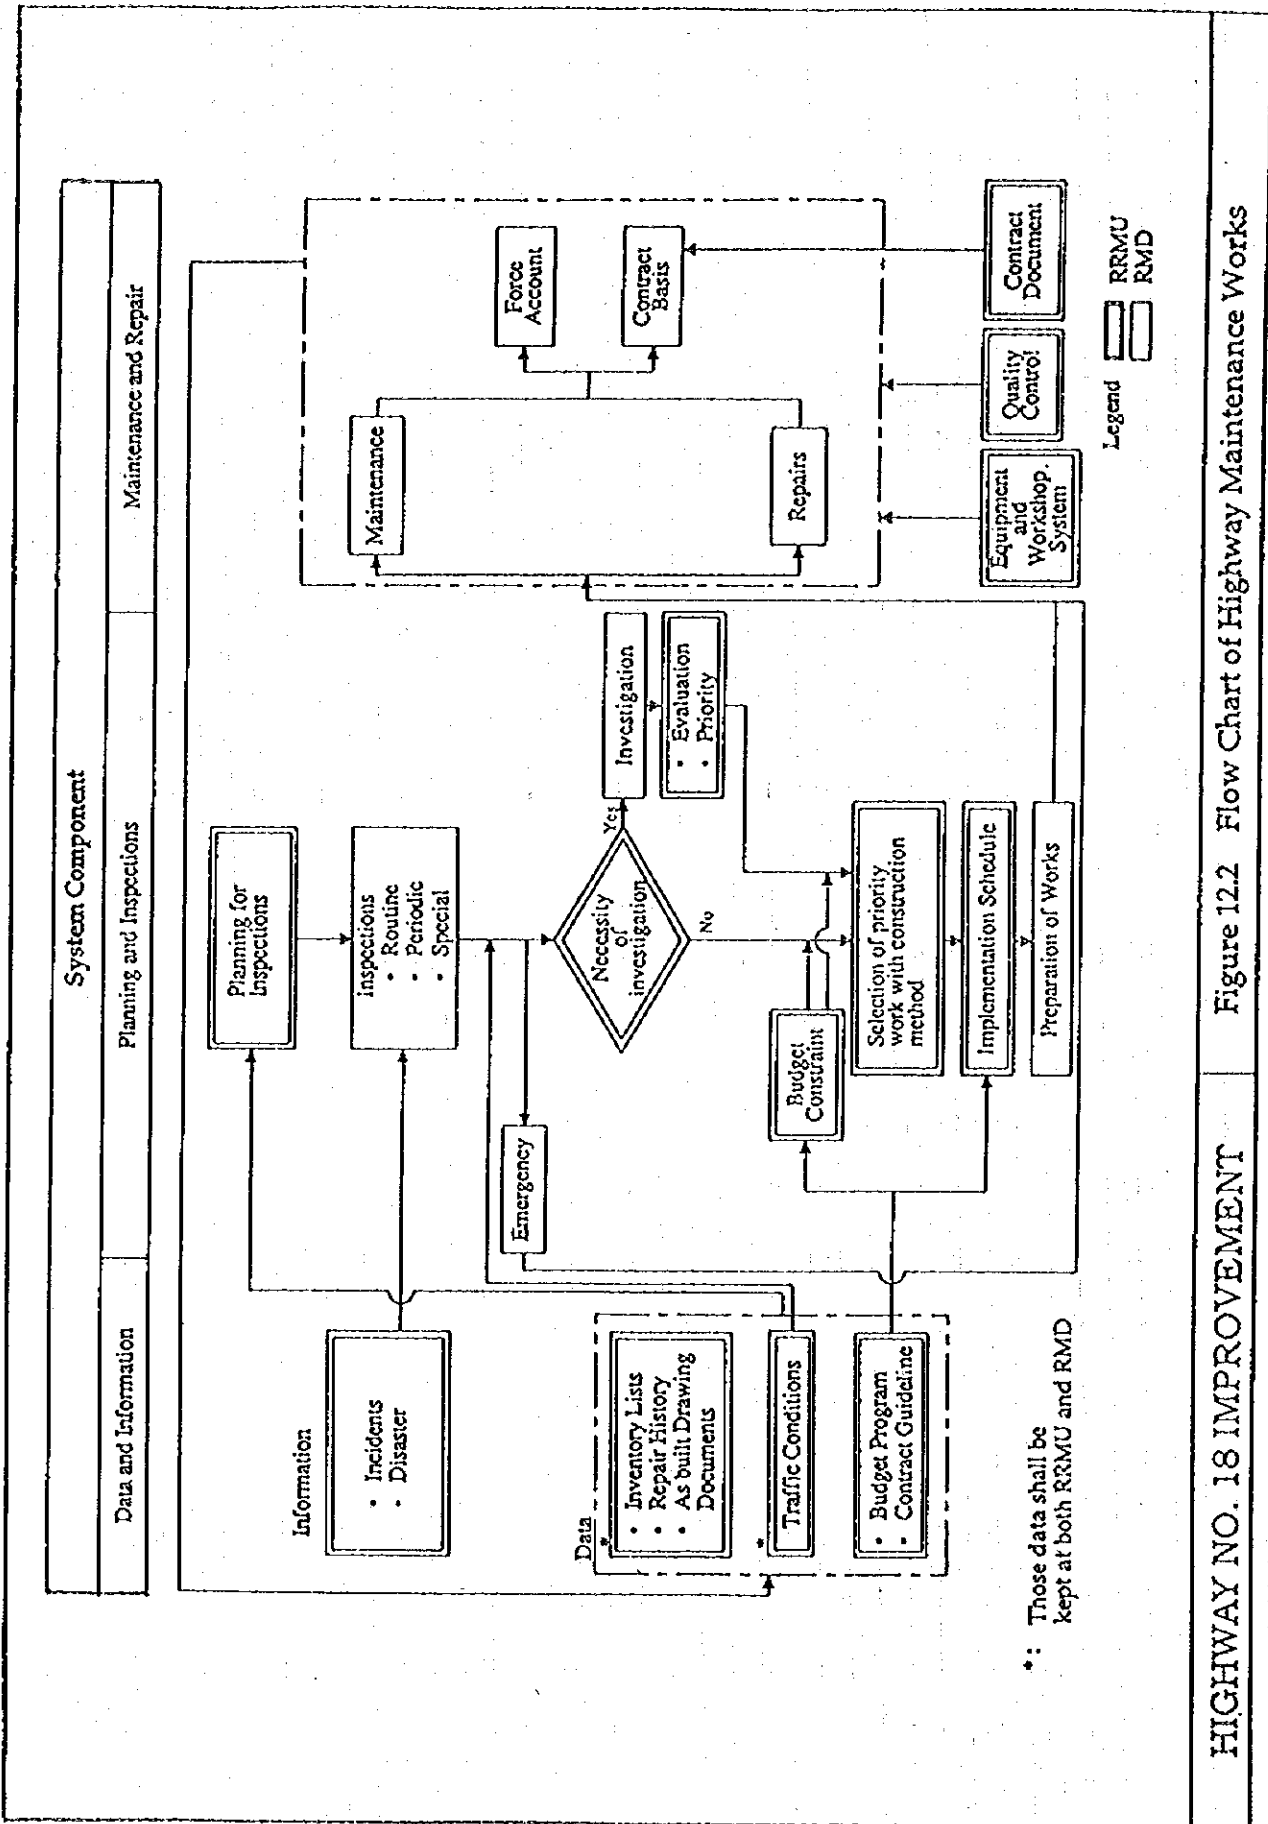 System Component
Data and Information
Planning and Inspections
Maintenance and Repair
Information
• Incidents
• Disaster
Data
*
• Inventory Lists
• Repair History
• As built Drawing
Documents
*
Traffic Conditions
• Budget Program
• Contract Guideline
*: Those data shall be
kept at both RRMU and RMD
Planning for
Inspections
Inspections
• Routine
• Periodic
• Special
Emergency
Necessity
of
investigation
Yes
No
Investigation
• Evaluation
• Priority
Budget
Constraint
Selection of priority
work with construction
method
Implementation Schedule
Preparation of Works
Maintenance
Repairs
Force
Account
Contract
Basis
Equipment
and
Workshop.
System
Quality
Control
Contract
Document
Legend
RRMU
RMD
HIGHWAY NO. 18 IMPROVEMENT
Figure 12.2 Flow Chart of Highway Maintenance Works